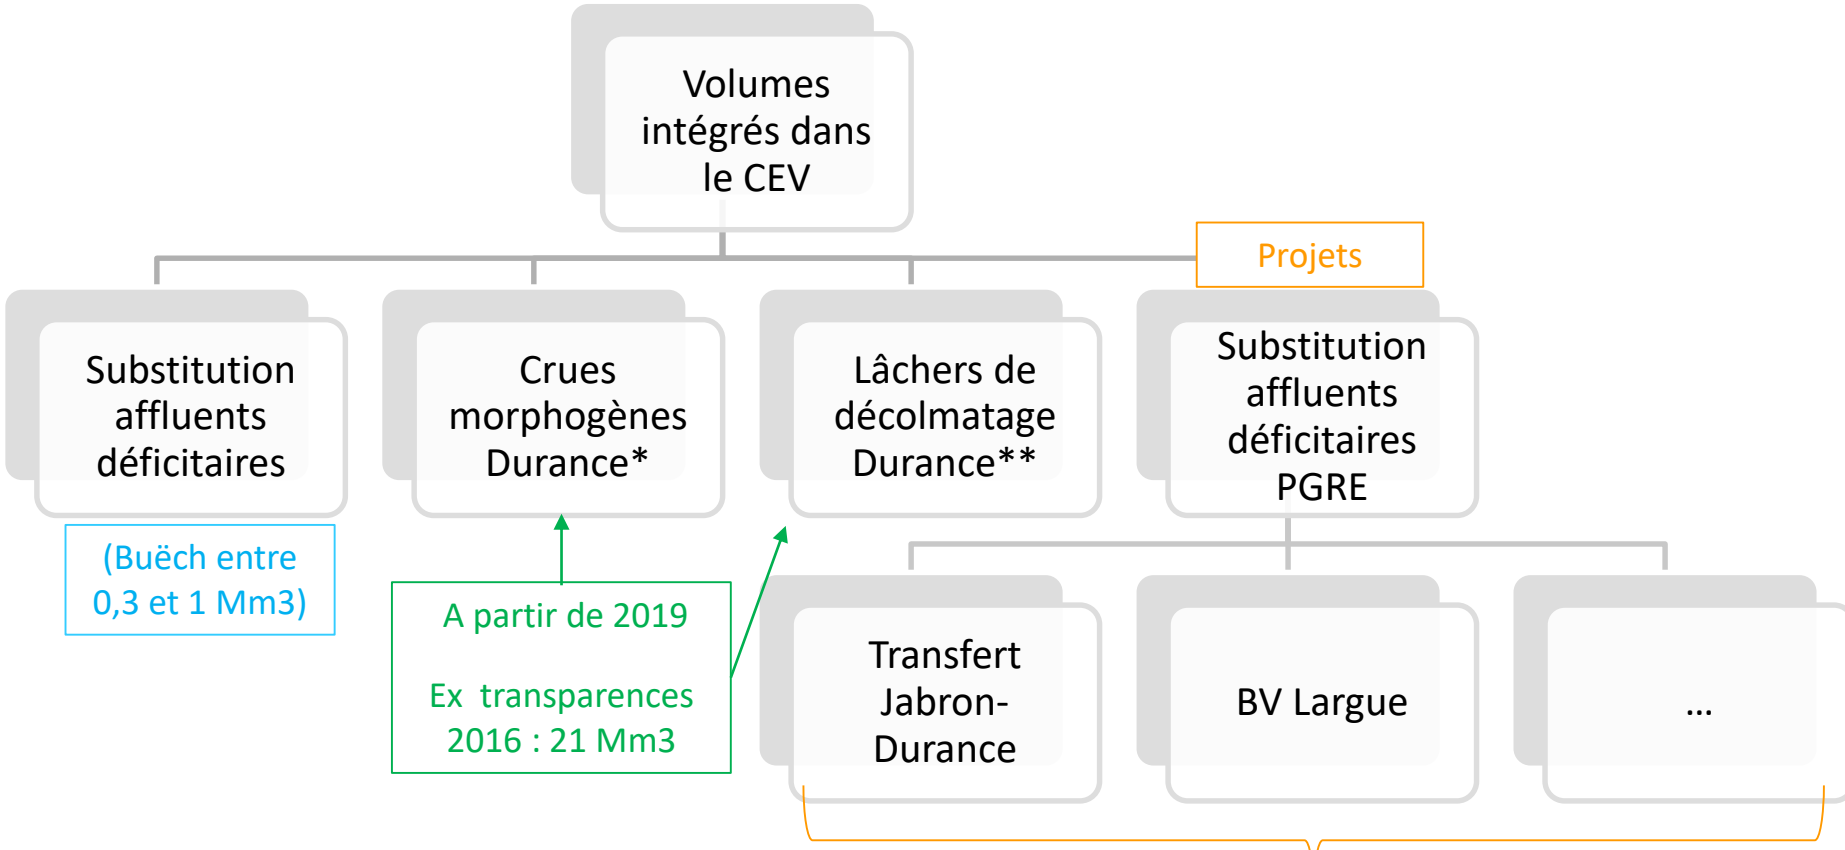 Volumes
intégrés dans
le CEV
Projets
Substitution
affluents
déficitaires
Crues
morphogènes
Durance*
Lâchers de
décolmatage
Durance**
Substitution
affluents
déficitaires
PGRE
(Buëch entre
0,3 et 1 Mm3)
A partir de 2019
Ex transparences
2016 : 21 Mm3
Transfert
Jabron-
Durance
BV Largue
...